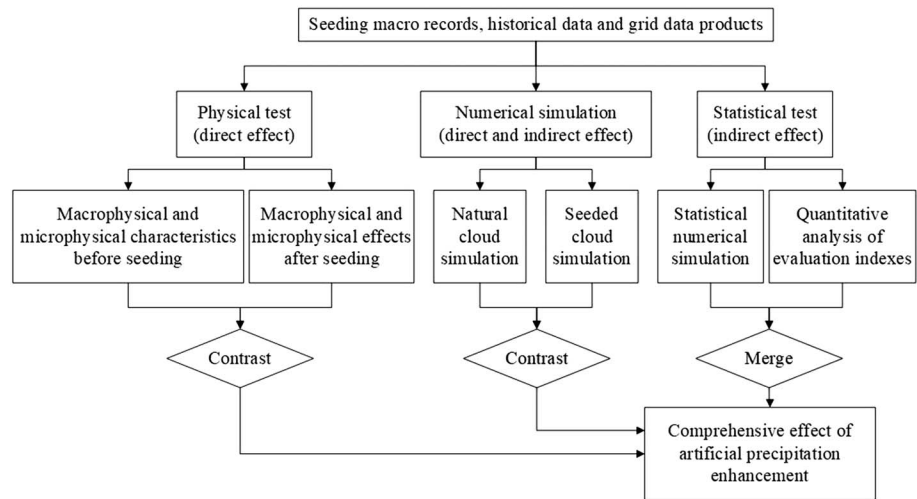 Seeding macro records, historical data and grid data products
Physical test
(direct effect)
Numerical simulation
(direct and indirect effect)
Statistical test
(indirect effect)
Macrophysical and
microphysical characteristics
before seeding
Macrophysical and
microphysical effects
after seeding
Natural
cloud
simulation
Seeded
cloud
simulation
Statistical
numerical
simulation
Quantitative
analysis of
evaluation indexes
Contrast
Contrast
Merge
Comprehensive effect of
artificial precipitation
enhancement